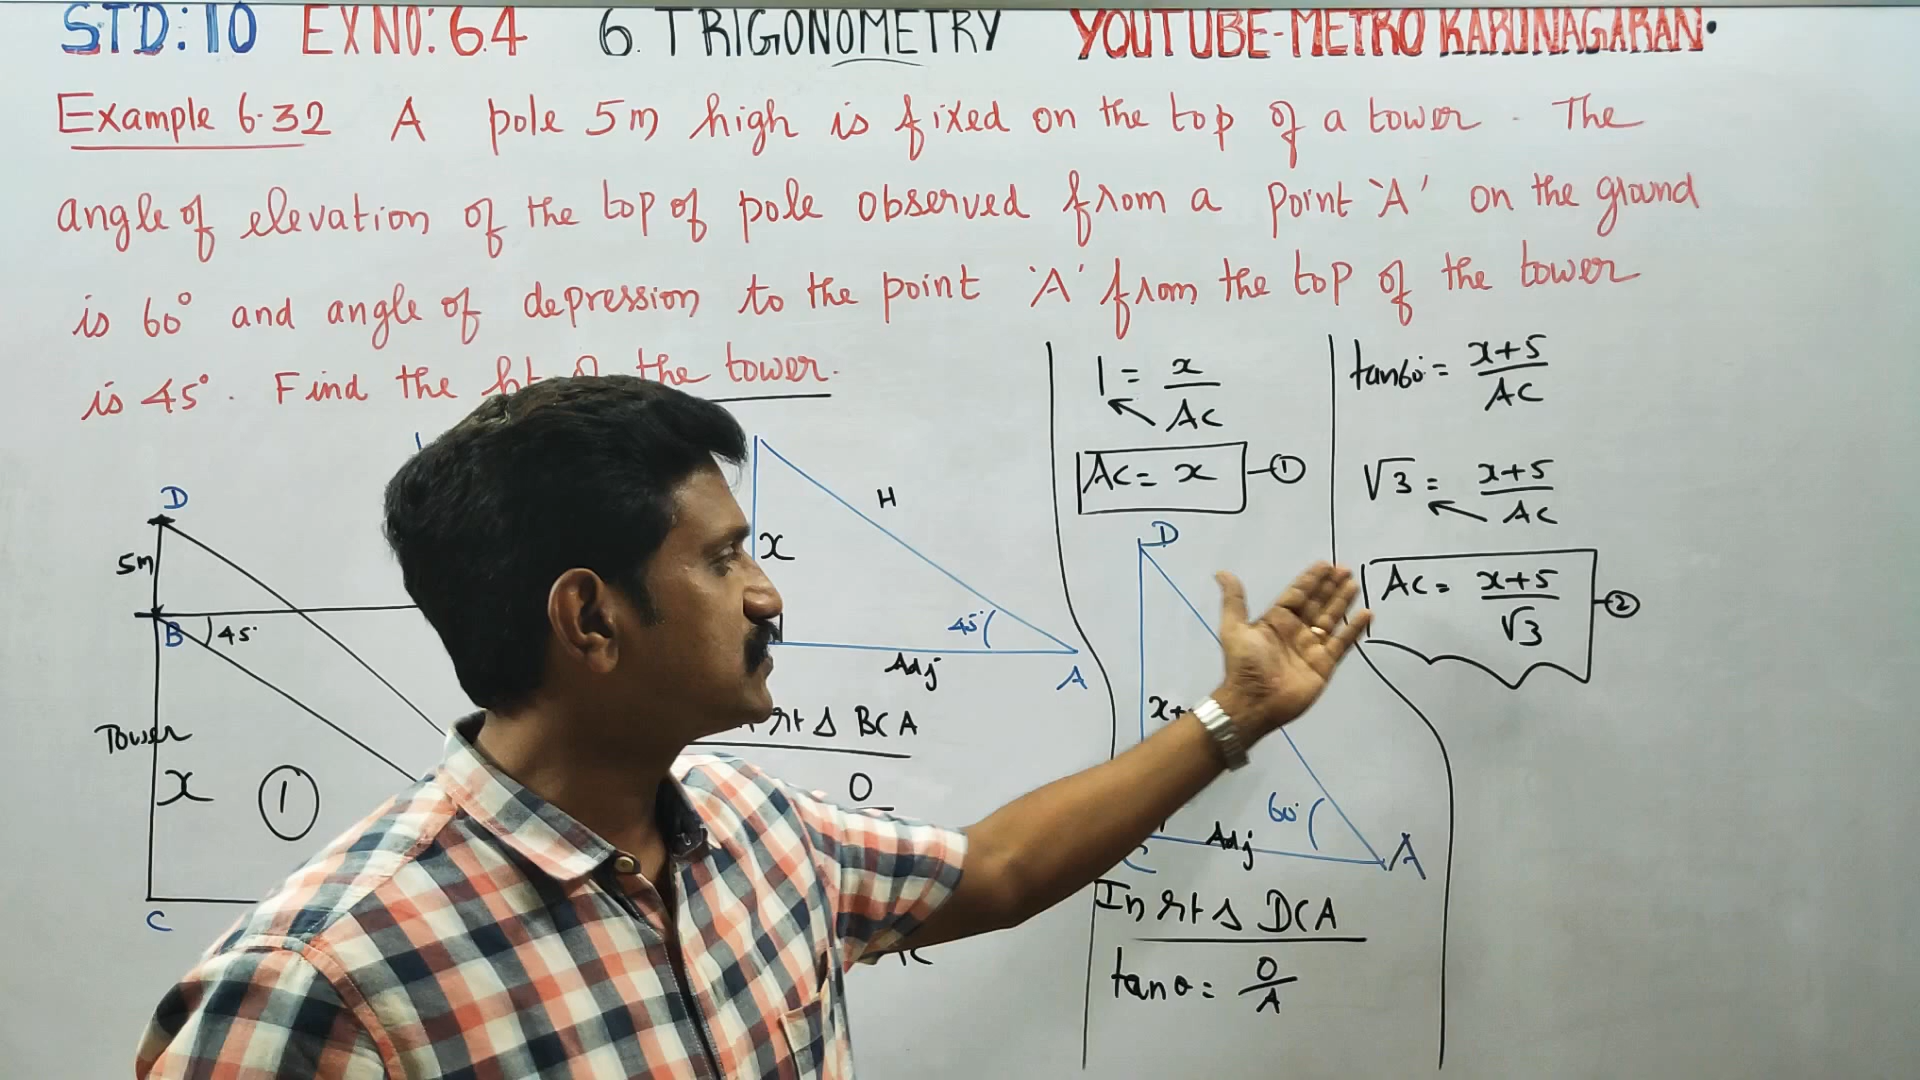 STD: 10 EX NO: 6.4 6. TRIGONOMETRY YOUTUBE-METRO KARUNAGARAN.
Example 6.32 A pole 5m high is fixed on the top of a tower. The
angle of elevation of the top of pole observed from a point 'A' on the ground
is 60° and angle of depression to the point 'A' from the top of the tower
is 45°. Find the ht the tower.
D
5m
B 45°
Tower
x
1
C
H
x
45°
Adj
A
rt Δ BCA
O
1 = x/AC
AC = x 1
D
x+
60°
C Adj A
In rt Δ DCA
tan θ = O/A
tan60° = x+5/AC
√3 = x+5/AC
AC = x+5/√3 2